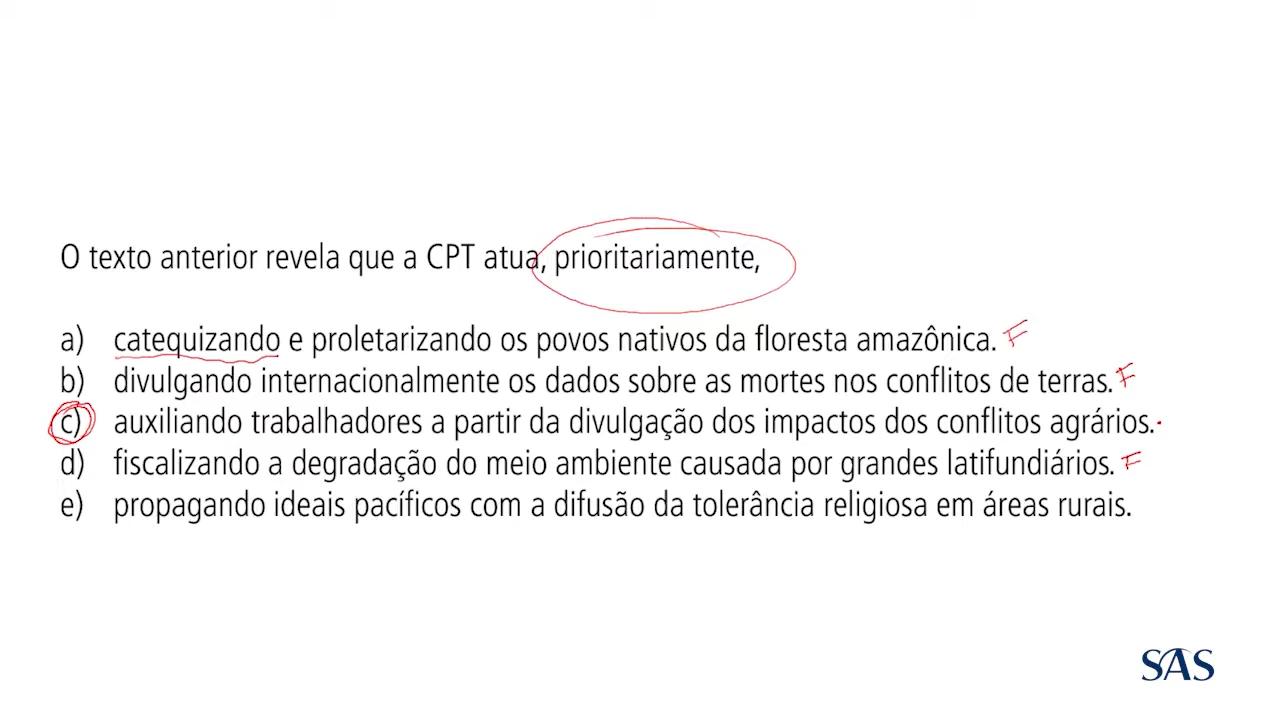 O texto anterior revela que a CPT atua, prioritariamente,
a) catequizando e proletarizando os povos nativos da floresta amazônica. F
b) divulgando internacionalmente os dados sobre as mortes nos conflitos de terras. F
c) auxiliando trabalhadores a partir da divulgação dos impactos dos conflitos agrários.
d) fiscalizando a degradação do meio ambiente causada por grandes latifundiários. F
e) propagando ideais pacíficos com a difusão da tolerância religiosa em áreas rurais.
SAS